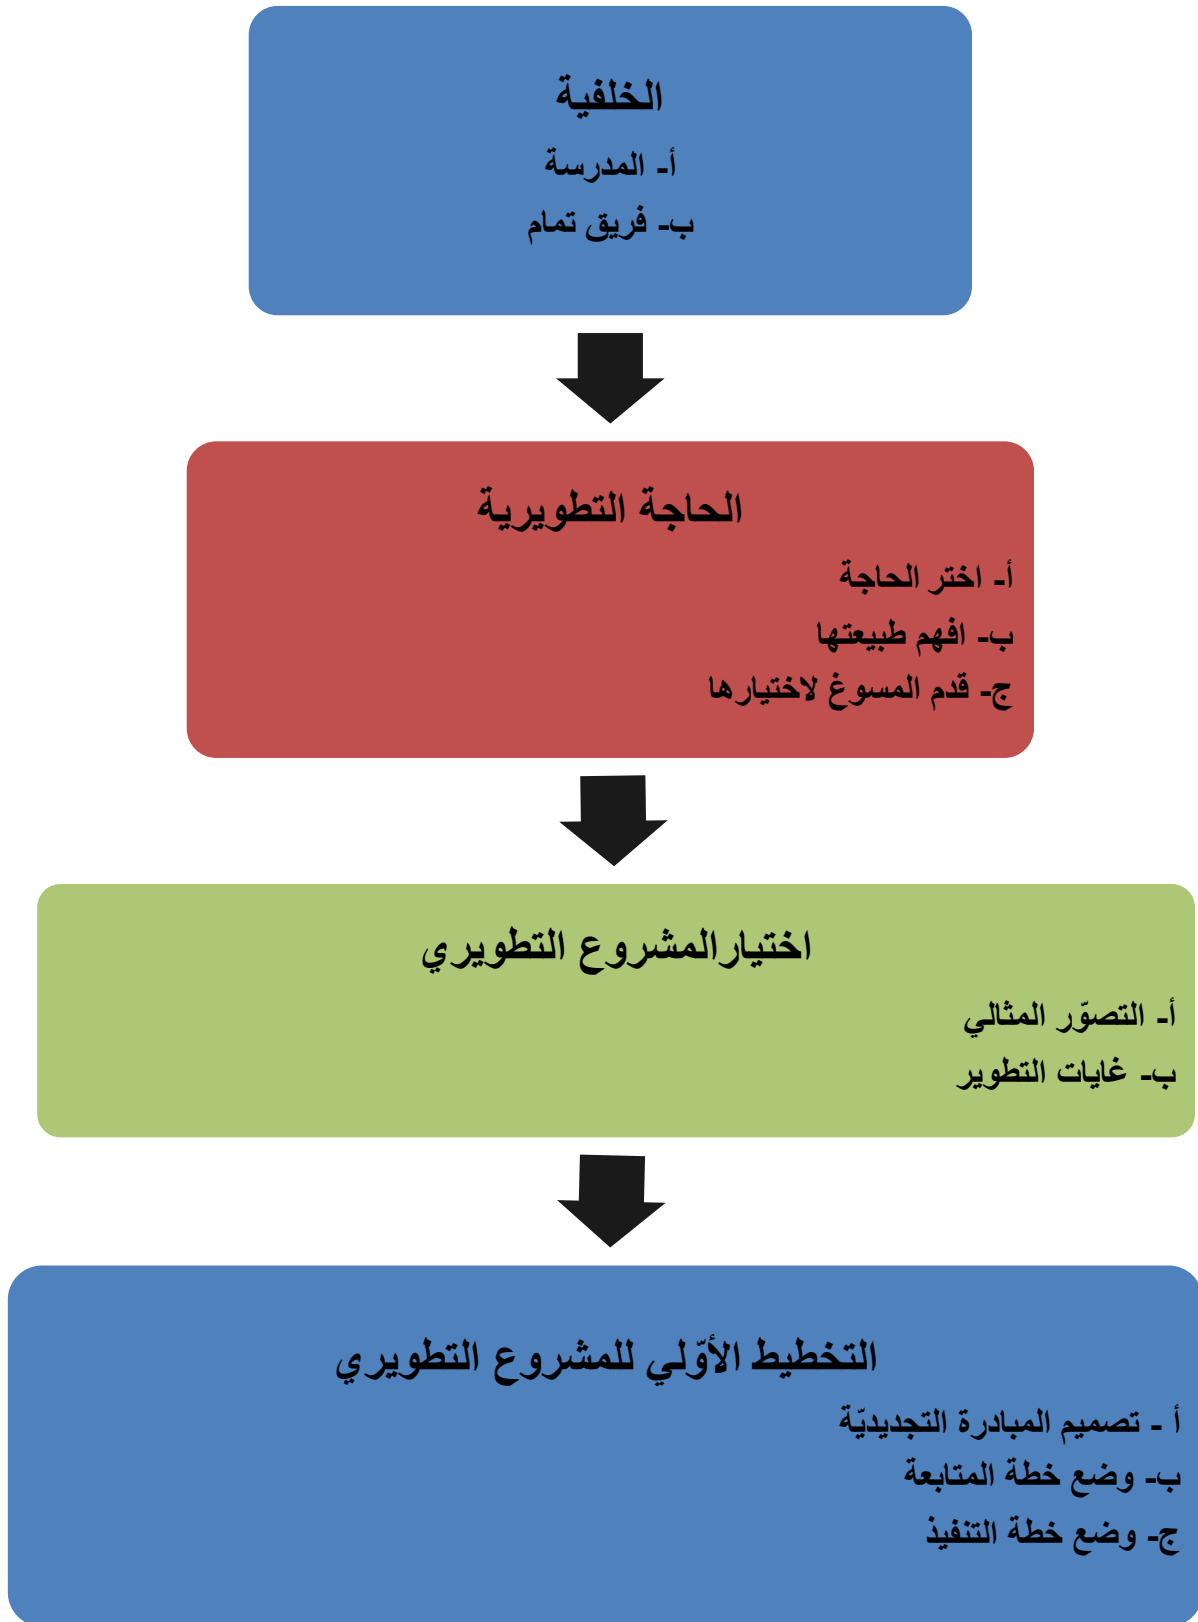 الخلفية
أ- المدرسة
ب- فريق تمام
الحاجة التطويرية
أ- اختر الحاجة
ب- افهم طبيعتها
ج- قدم المسوغ لاختيارها
اختيارالمشروع التطويري
أ- التصوّر المثالي
ب- غايات التطوير
التخطيط الأوّلي للمشروع التطويري
أ - تصميم المبادرة التجديديّة
ب- وضع خطة المتابعة
ج- وضع خطة التنفيذ